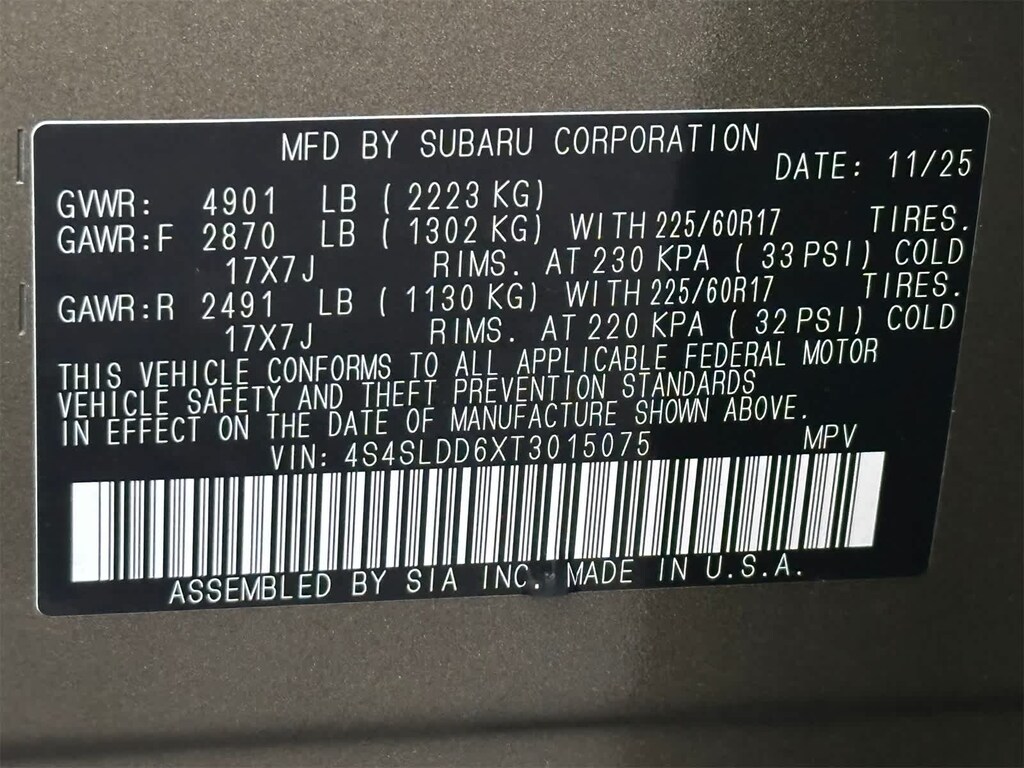 MFD BY SUBARU CORPORATION
DATE: 11/25
GVWR: 4901 LB ( 2223 KG)
GAWR:F 2870 LB ( 1302 KG) WITH 225/60R17 TIRES.
17X7J RIMS. AT 230 KPA ( 33 PSI) COLD
GAWR:R 2491 LB ( 1130 KG) WITH 225/60R17 TIRES.
17X7J RIMS. AT 220 KPA ( 32 PSI) COLD
THIS VEHICLE CONFORMS TO ALL APPLICABLE FEDERAL MOTOR
VEHICLE SAFETY AND THEFT PREVENTION STANDARDS
IN EFFECT ON THE DATE OF MANUFACTURE SHOWN ABOVE.
VIN: 4S4SLDD6XT3015075 MPV
ASSEMBLED BY SIA INC. MADE IN U.S.A.